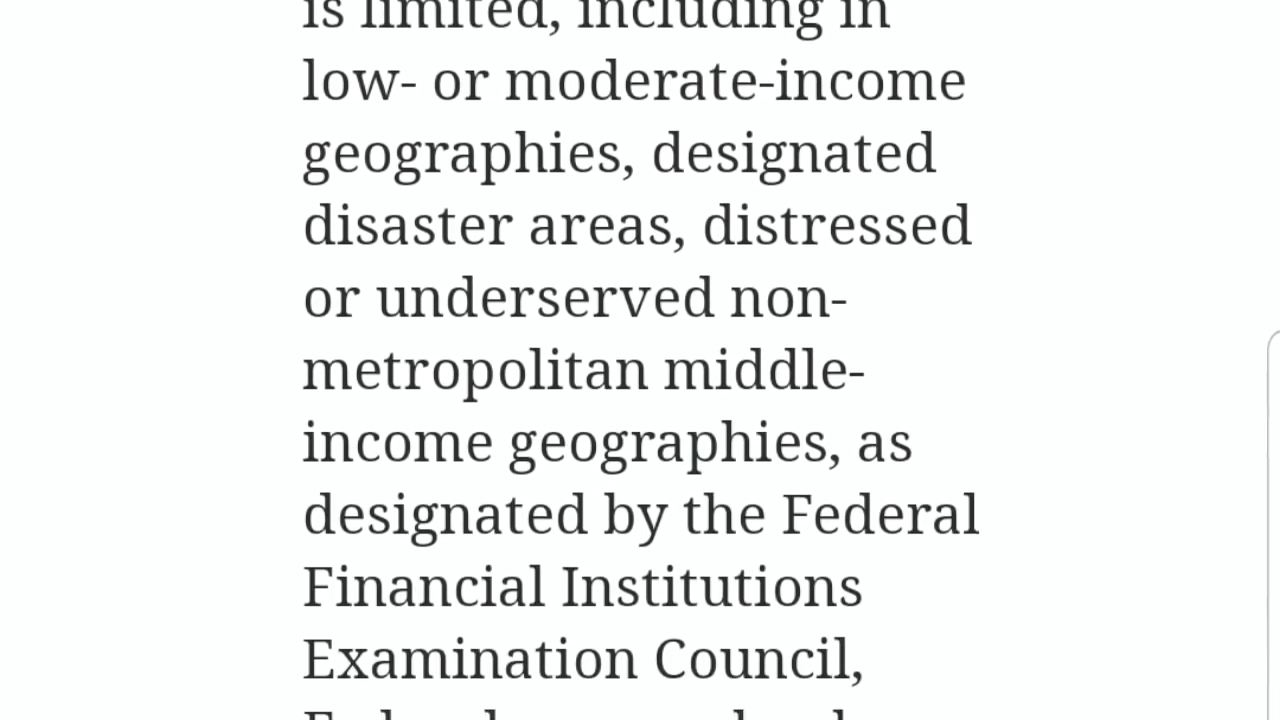 is limited, including in
low- or moderate-income
geographies, designated
disaster areas, distressed
or underserved non-
metropolitan middle-
income geographies, as
designated by the Federal
Financial Institutions
Examination Council,